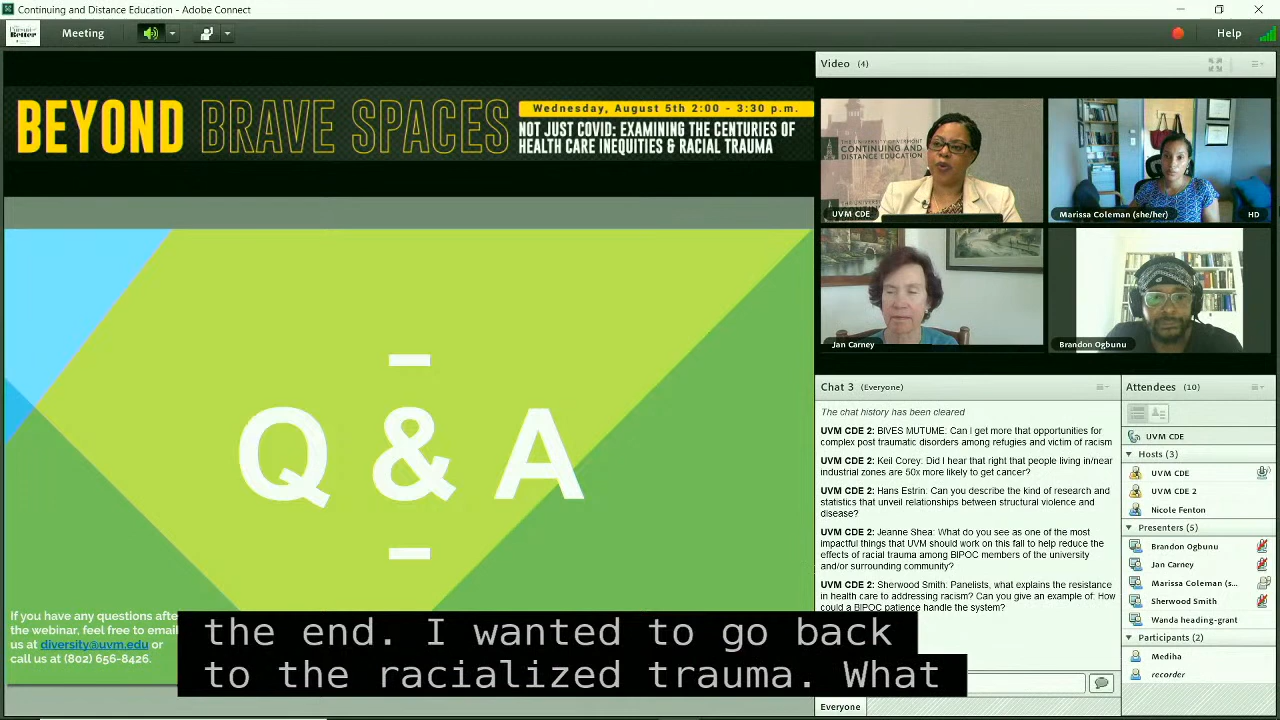 Continuing and Distance Education - Adobe Connect
Pursuit of
Better
Meeting
Help
BEYOND BRAVE SPACES
Wednesday, August 5th 2:00 - 3:30 p.m.
NOT JUST COVID: EXAMINING THE CENTURIES OF
HEALTH CARE INEQUITIES & RACIAL TRAUMA
Q & A
If you have any questions afte
the webinar, feel free to email
us at diversity@uvm.edu or
call us at (802) 656-8426.
the end. I wanted to go back
to the racialized trauma. What
Video (4)
CONTINUING AND
DISTANCE EDUCATION
UVM CDE
Marissa Coleman (she/her)
HD
Jan Carney
Brandon Ogbunu
Chat 3 (Everyone)
The chat history has been cleared
UVM CDE 2: BIVES MUTUME: Can I get more that opportunities for
complex post traumatic disorders among refugies and victim of racism
UVM CDE 2: Keil Corey: Did I hear that right that people living in/near
industrial zones are 50x more likely to get cancer?
UVM CDE 2: Hans Estrin: Can you describe the kind of research and
statistics that unveil relationships between structural violence and
disease?
UVM CDE 2: Jeanne Shea: What do you see as one of the most
impactful things that UVM should work on this fall to help reduce the
effects of racial trauma among BIPOC members of the university
and/or surrounding community?
UVM CDE 2: Sherwood Smith: Panelists, what explains the resistance
in health care to addressing racism? Can you give an example of: How
could a BIPOC patience handle the system?
Everyone
Attendees (10)
UVM CDE
Hosts (3)
UVM CDE
UVM CDE 2
Nicole Fenton
Presenters (5)
Brandon Ogbunu
Jan Carney
Marissa Coleman (s...
Sherwood Smith
Wanda heading-grant
Participants (2)
Mediha
recorder